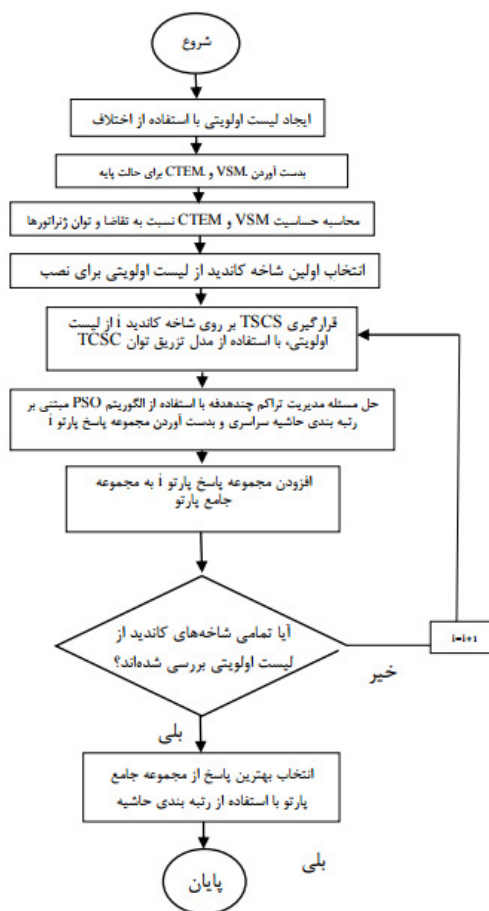 شروع
ایجاد لیست اولویتی با استفاده از اختلاف
بدست آوردن .VSM و .CTEM برای حالت پایه
محاسبه حساسیت VSM و CTEM نسبت به تقاضا و توان ژنراتورها
انتخاب اولین شاخه کاندید از لیست اولویتی برای نصب
قرارگیری TSCS بر روی شاخه کاندید i از لیست
اولویتی، با استفاده از مدل تزریق توان TCSC
حل مسئله مدیریت تراکم چندهدفه با استفاده از الگوریتم PSO مبتنی بر
رتبه بندی حاشیه سراسری و بدست آوردن مجموعه پاسخ پارتو i
افزودن مجموعه پاسخ پارتو i به مجموعه
جامع پارتو
آیا تمامی شاخه‌های کاندید از
لیست اولویتی بررسی شده‌اند؟
i=i+1
خیر
بلی
انتخاب بهترین پاسخ از مجموعه جامع
پارتو با استفاده از رتبه بندی حاشیه
بلی
پایان